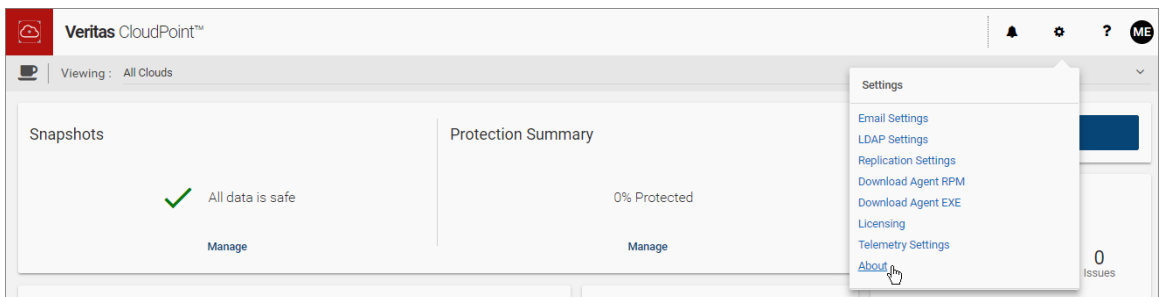 Veritas CloudPoint™
? ME
Viewing : All Clouds
Settings
Email Settings
LDAP Settings
Replication Settings
Download Agent RPM
Download Agent EXE
Licensing
Telemetry Settings
About
Snapshots
All data is safe
Manage
Protection Summary
0% Protected
Manage
0
Issues